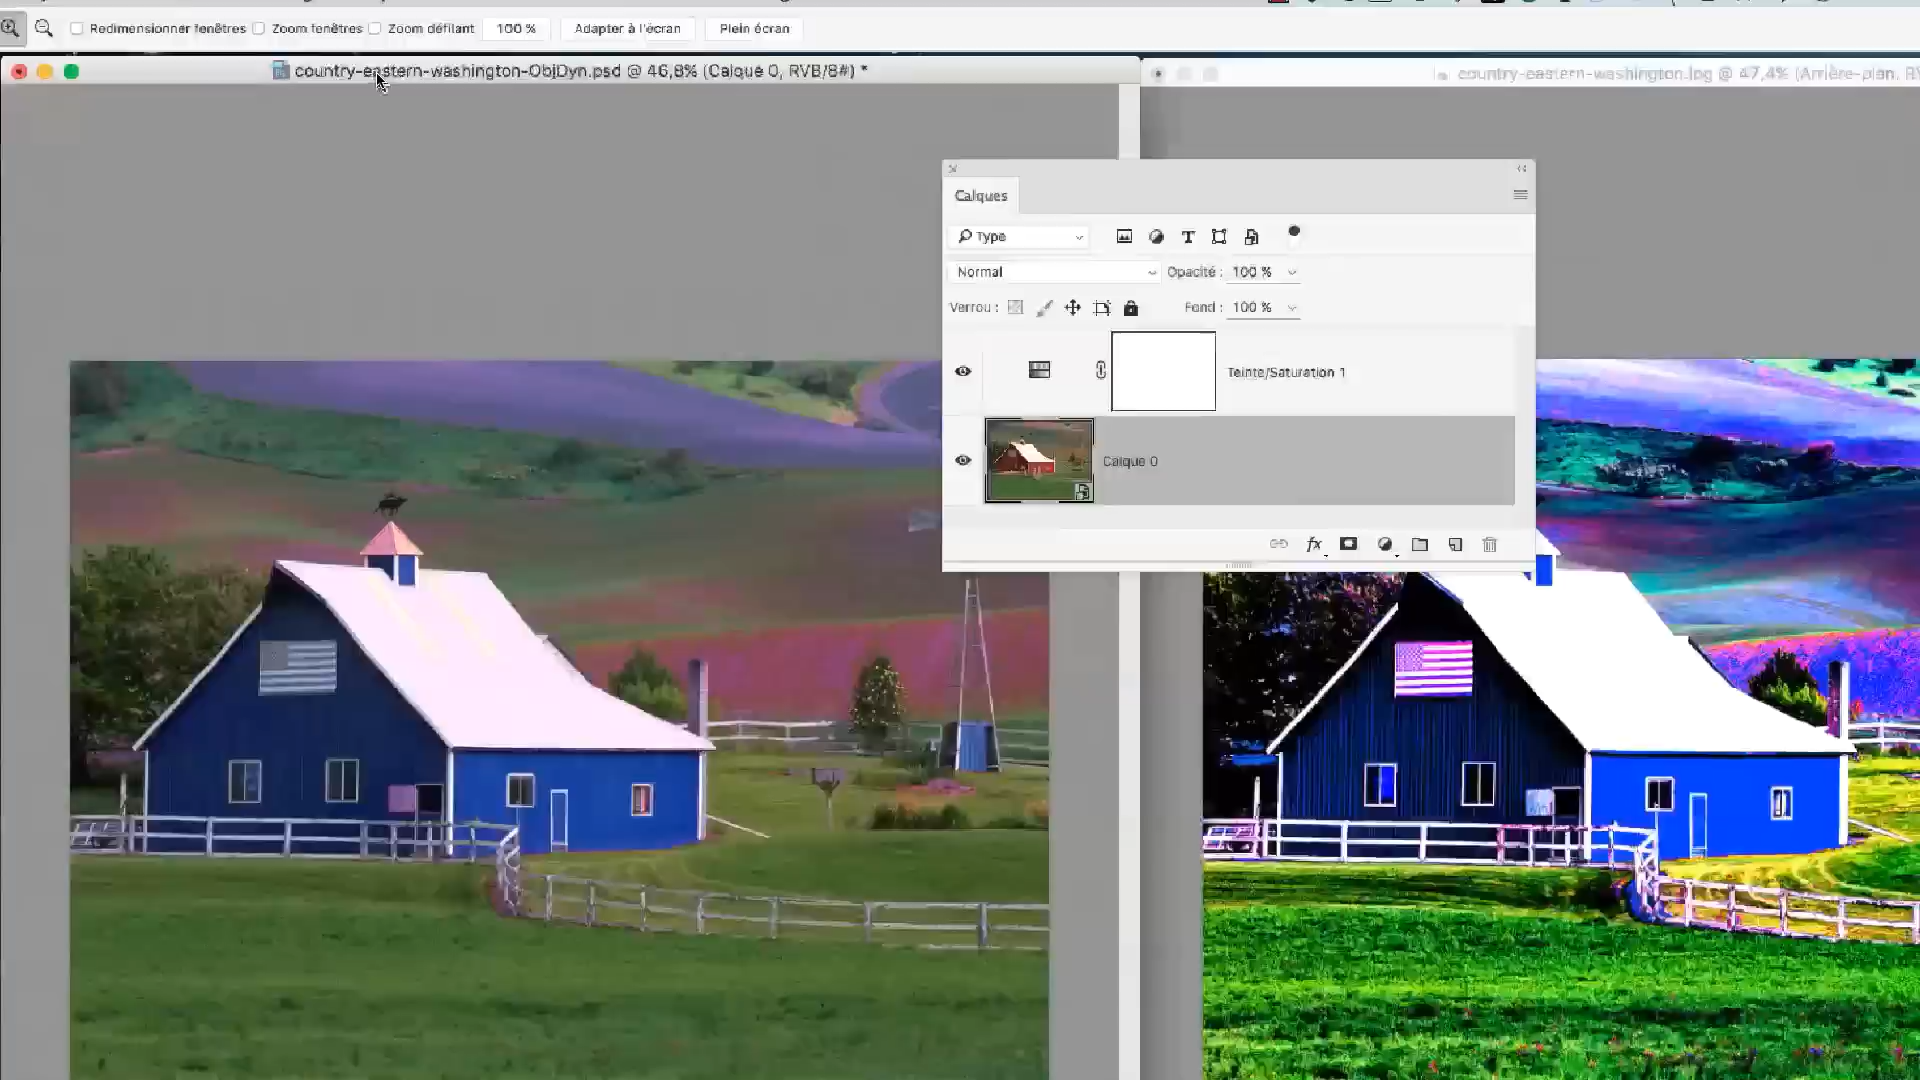 Redimensionner fenêtres Zoom fenêtres Zoom défilant 100 % Adapter à l'écran Plein écran
country-eastern-washington-ObjDyn.psd @ 46,8% (Calque 0, RVB/8#) *
country-eastern-washington.jpg @ 47,4% (Arrière-plan, RV
Calques
Type
Normal Opacité : 100 %
Verrou : Fond : 100 %
Teinte/Saturation 1
Calque 0
fx